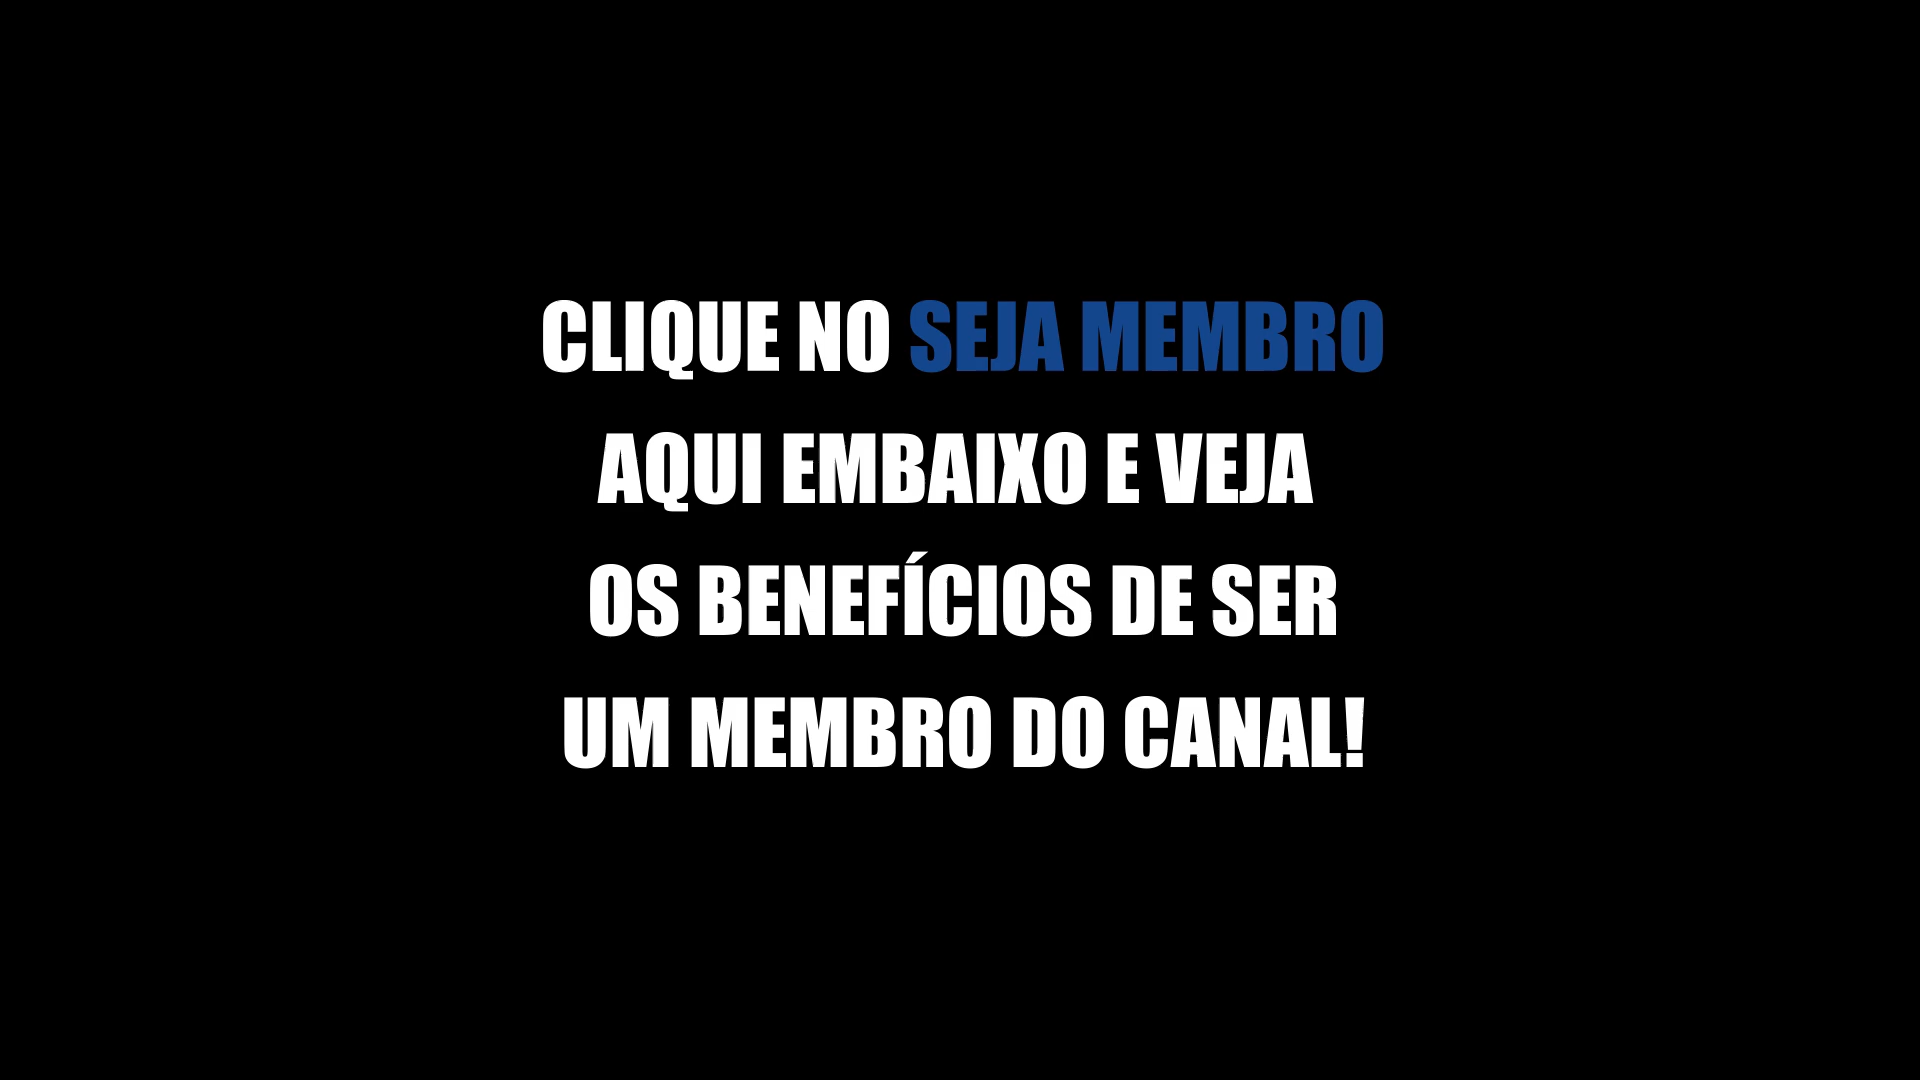 CLIQUE NO SEJA MEMBRO
AQUI EMBAIXO E VEJA
OS BENEFÍCIOS DE SER
UM MEMBRO DO CANAL!